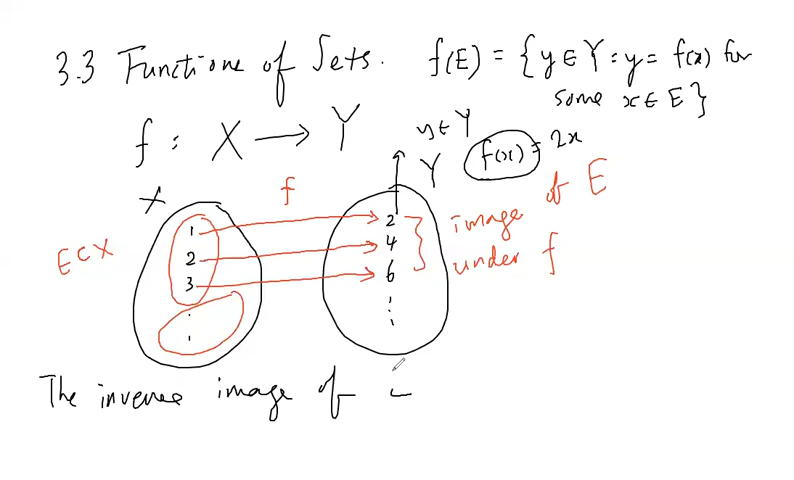 3.3 Functions of Sets. f(E) = {y ∈ Y : y = f(x) for
some x ∈ E}
f : X → Y
y ∈ Y
f(x) = 2x
X
f
Y
E ⊂ X
1
2
3
2
4
6
image of E
under f
The inverse image of